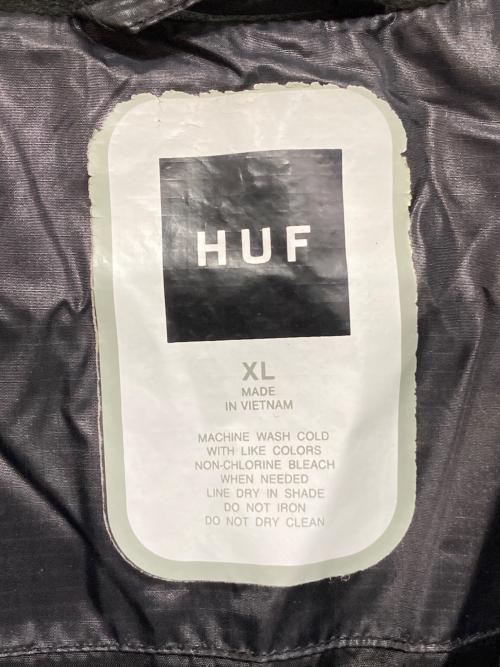 HUF
XL
MADE
IN VIETNAM
MACHINE WASH COLD
WITH LIKE COLORS
NON-CHLORINE BLEACH
WHEN NEEDED
LINE DRY IN SHADE
DO NOT IRON
DO NOT DRY CLEAN